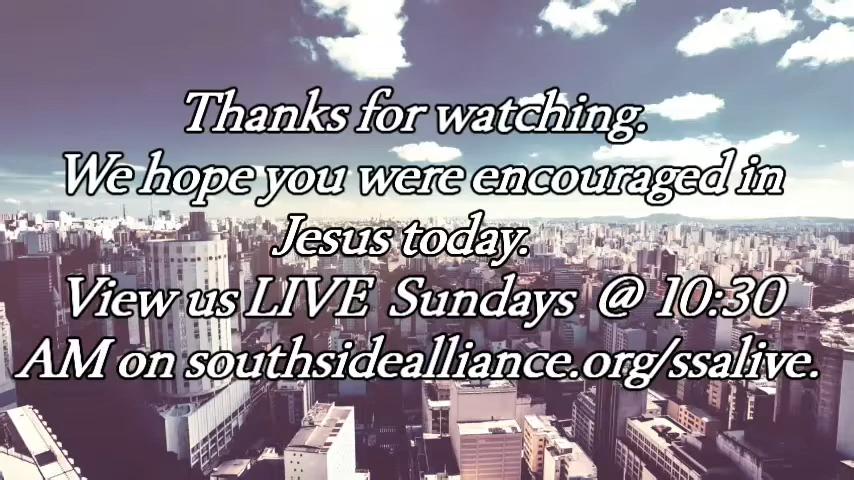 Thanks for watching.
We hope you were encouraged in
Jesus today.
View us LIVE Sundays @ 10:30
AM on southsidealliance.org/ssalive.